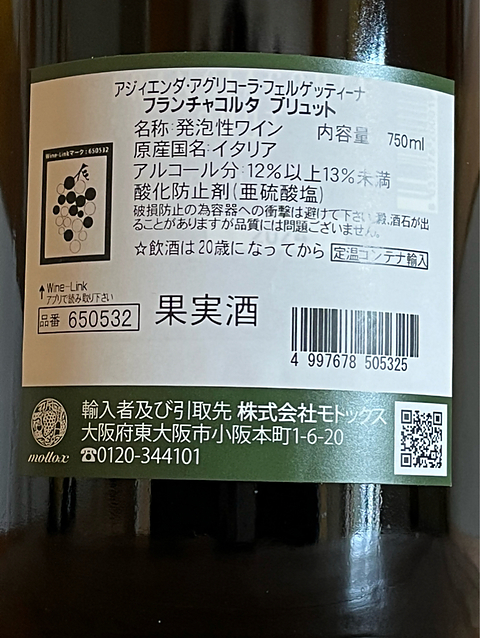 アジィエンダ・アグリコーラ・フェルゲッティーナ
フランチャコルタ ブリュット
名称:発泡性ワイン 内容量 750ml
原産国名:イタリア
アルコール分:12%以上13%未満
酸化防止剤(亜硫酸塩)
破損防止の為容器への衝撃は避けて下さい。澱、酒石が出
ることがありますが品質には問題ございません。
☆飲酒は20歳になってから 定温コンテナ輸入
Wine-Linkマーク:650532
↑Wine-Link
アプリで読み取り下さい
品番 650532
果実酒
4 997678 505325
輸入者及び引取先 株式会社モトックス
大阪府東大阪市小阪本町1-6-20
☎0120-344101
mottox